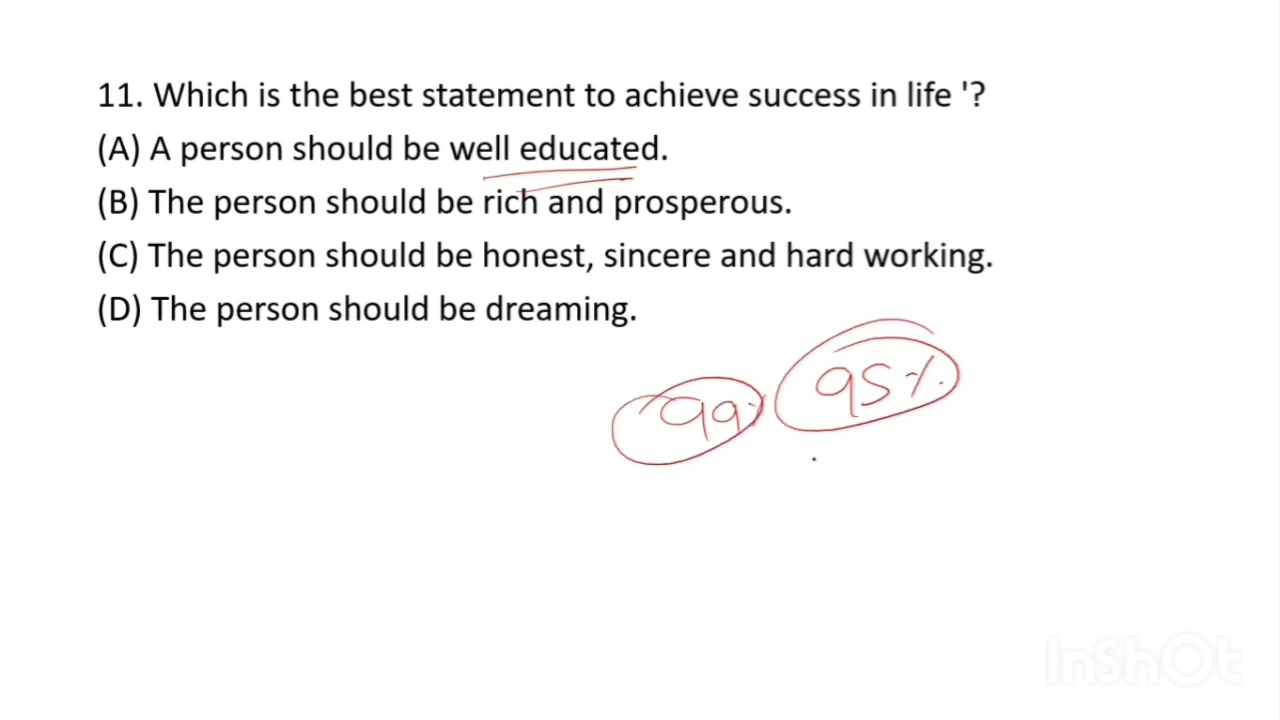 11. Which is the best statement to achieve success in life '?
(A) A person should be well educated.
(B) The person should be rich and prosperous.
(C) The person should be honest, sincere and hard working.
(D) The person should be dreaming.
95%.
99%
InShOt